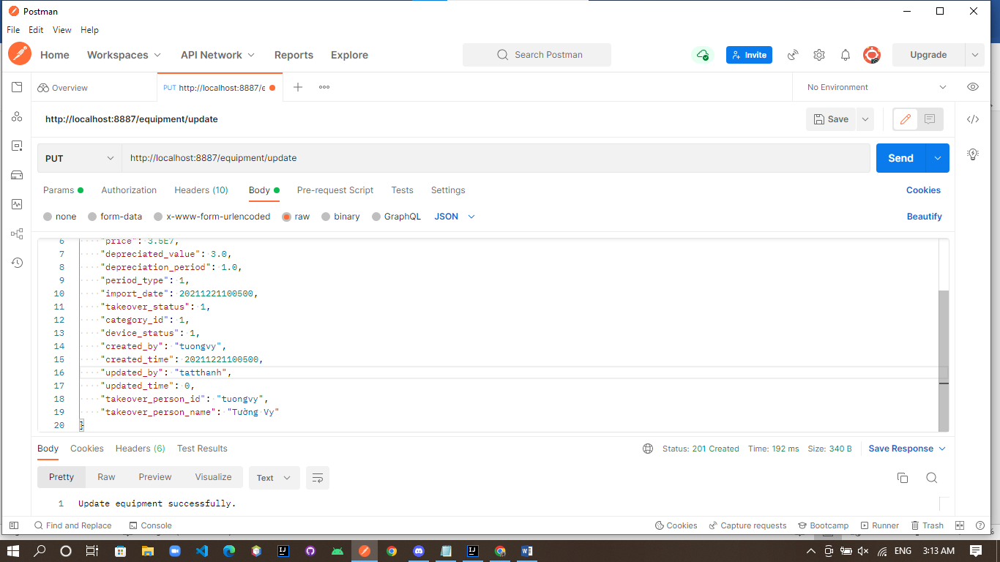 Postman
File Edit View Help
Home Workspaces API Network Reports Explore Search Postman Invite Upgrade
Overview PUT http://localhost:8887/e No Environment
http://localhost:8887/equipment/update Save
PUT http://localhost:8887/equipment/update Send
Params Authorization Headers (10) Body Pre-request Script Tests Settings Cookies
none form-data x-www-form-urlencoded raw binary GraphQL JSON Beautify
6 "price": 3.5E7,
7 "depreciated_value": 3.0,
8 "depreciation_period": 1.0,
9 "period_type": 1,
10 "import_date": 20211221100500,
11 "takeover_status": 1,
12 "category_id": 1,
13 "device_status": 1,
14 "created_by": "tuongvy",
15 "created_time": 20211221100500,
16 "updated_by": "tatthanh",
17 "updated_time": 0,
18 "takeover_person_id": "tuongvy",
19 "takeover_person_name": "Tường Vy"
20 }
Body Cookies Headers (6) Test Results Status: 201 Created Time: 192 ms Size: 340 B Save Response
Pretty Raw Preview Visualize Text
1 Update equipment successfully.
Find and Replace Console Cookies Capture requests Bootcamp Runner Trash
ENG 3:13 AM